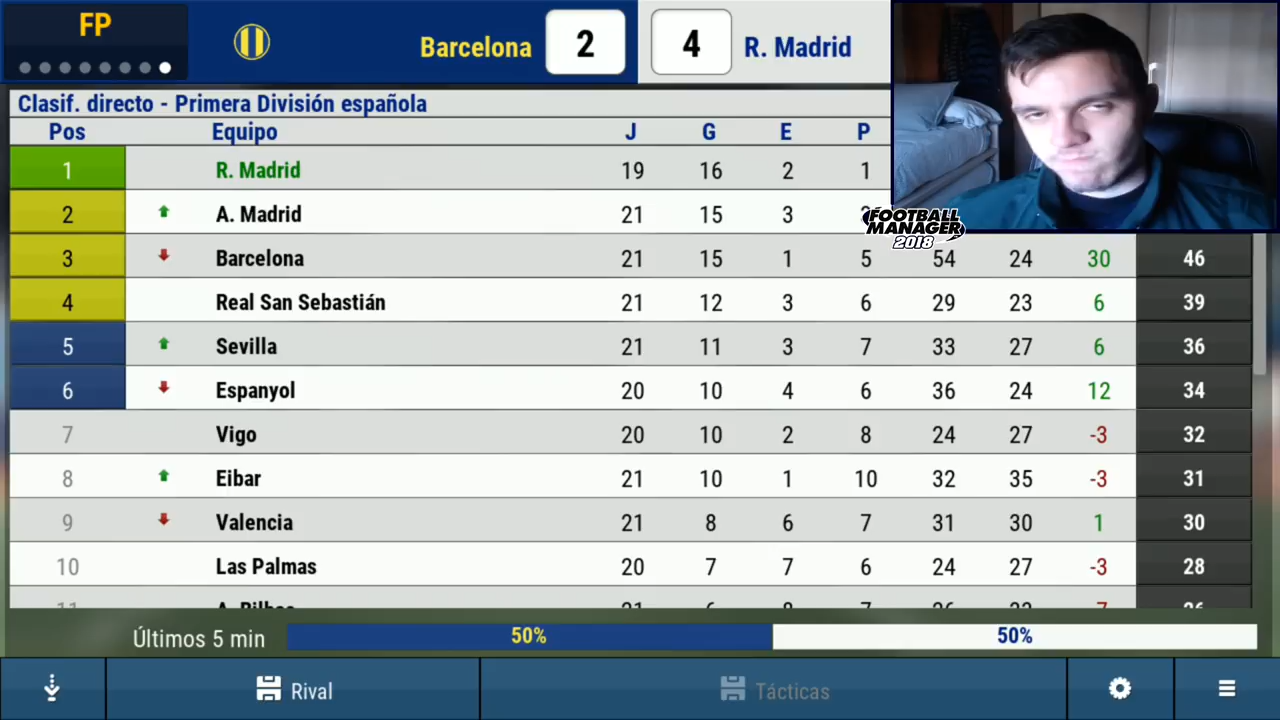 FP Barcelona 2 4 R. Madrid
Clasif. directo - Primera División española
Pos Equipo J G E P
1 R. Madrid 19 16 2 1
2 A. Madrid 21 15 3
FOOTBALL
MANAGER
2018
3 Barcelona 21 15 1 5 54 24 30 46
4 Real San Sebastián 21 12 3 6 29 23 6 39
5 Sevilla 21 11 3 7 33 27 6 36
6 Espanyol 20 10 4 6 36 24 12 34
7 Vigo 20 10 2 8 24 27 -3 32
8 Eibar 21 10 1 10 32 35 -3 31
9 Valencia 21 8 6 7 31 30 1 30
10 Las Palmas 20 7 7 6 24 27 -3 28
11 A. Bilbao 21 6 8 7
Últimos 5 min 50% 50%
Rival Tácticas